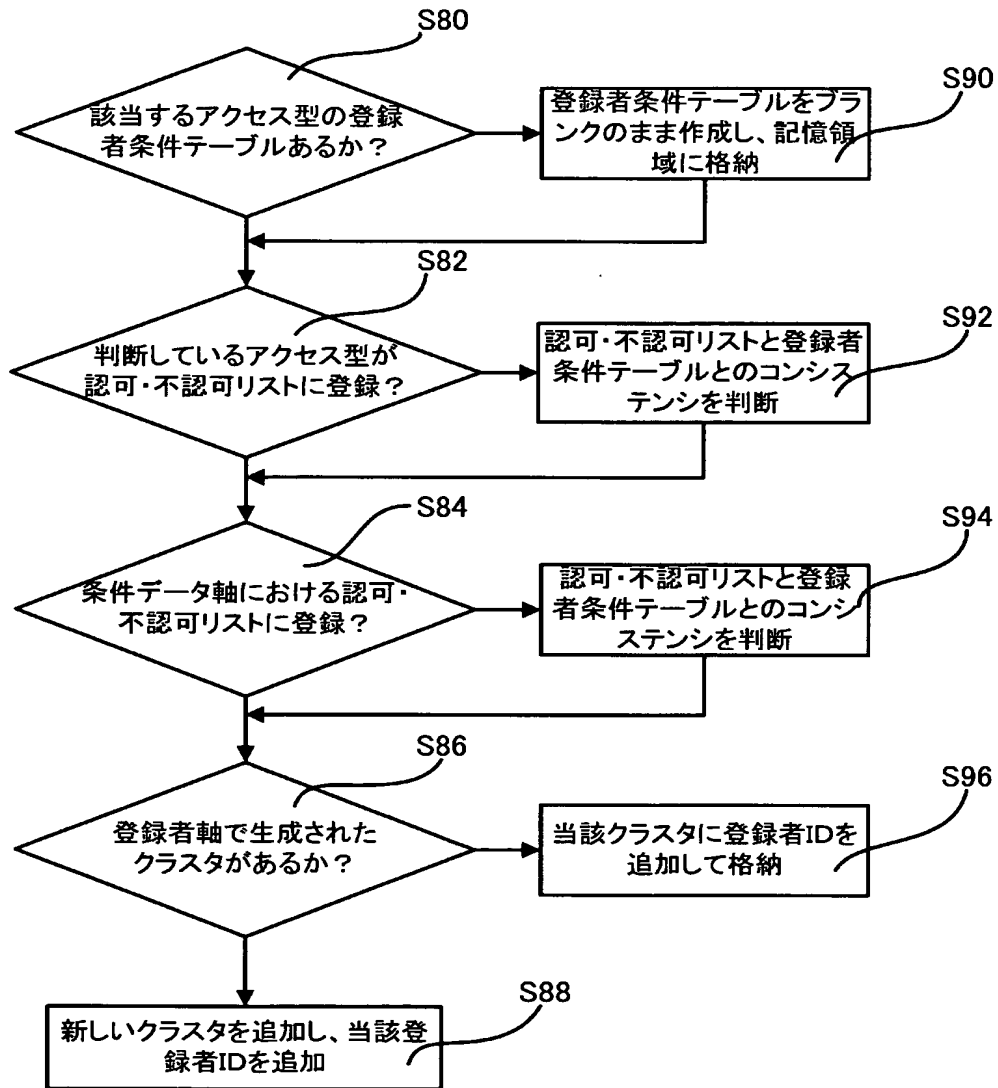 S80
該当するアクセス型の登録
者条件テーブルあるか？
S90
登録者条件テーブルをブラ
ンクのまま作成し、記憶領
域に格納
S82
判断しているアクセス型が
認可・不認可リストに登録？
S92
認可・不認可リストと登録者
条件テーブルとのコンシス
テンシを判断
S84
条件データ軸における認可・
不認可リストに登録？
S94
認可・不認可リストと登録
者条件テーブルとのコンシ
ステンシを判断
S86
登録者軸で生成された
クラスタがあるか？
S96
当該クラスタに登録者IDを
追加して格納
S88
新しいクラスタを追加し、当該登
録者IDを追加